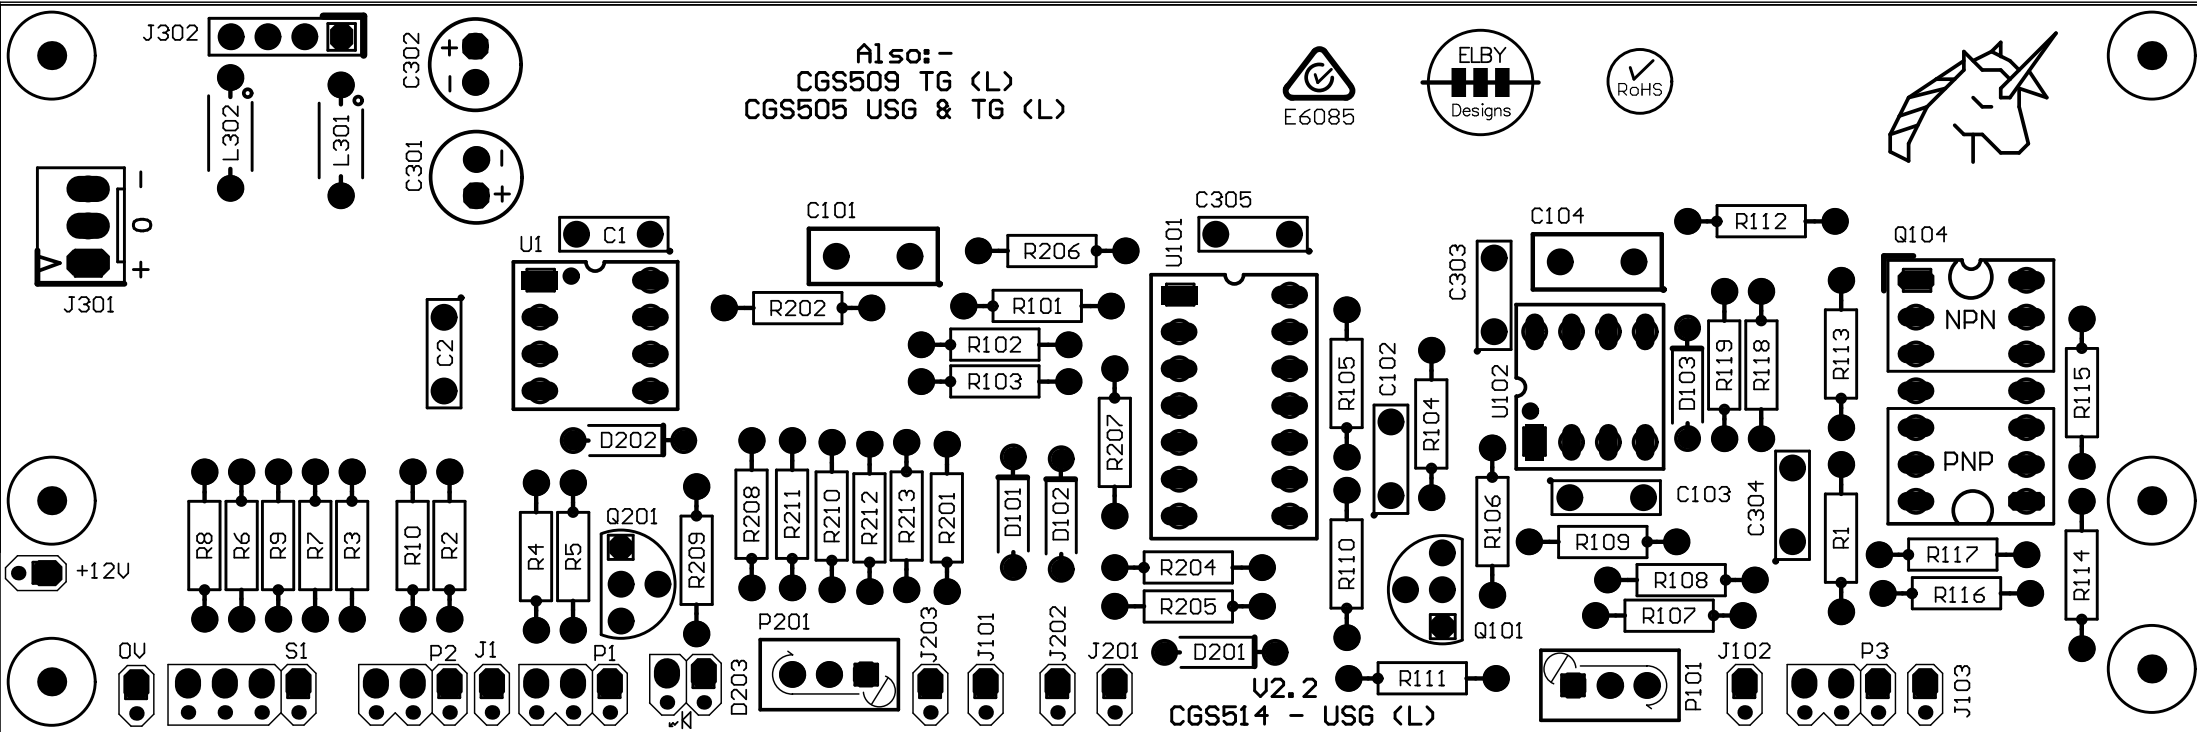 J302
C302
+
-
Also:-
CGS509 TG (L)
CGS505 USG & TG (L)
E6085
ELBY
Designs
RoHS
L302
L301
C301
-
+
-
0
+
J301
U1
C1
C2
C101
R206
R202
R101
R102
R103
U101
C305
C303
C104
R112
Q104
NPN
PNP
R207
R105
C102
R104
U102
D103
R119
R118
R113
R115
D202
R8
R6
R9
R7
R3
R10
R2
R4
R5
Q201
R209
R208
R211
R210
R212
R213
R201
D101
D102
R204
R205
D201
R110
R106
C103
C304
R1
R109
R108
R107
Q101
R117
R116
R114
+12V
0V
S1
P2
J1
P1
D203
P201
J203
J101
J202
J201
R111
V2.2
CGS514 - USG (L)
P101
J102
P3
J103